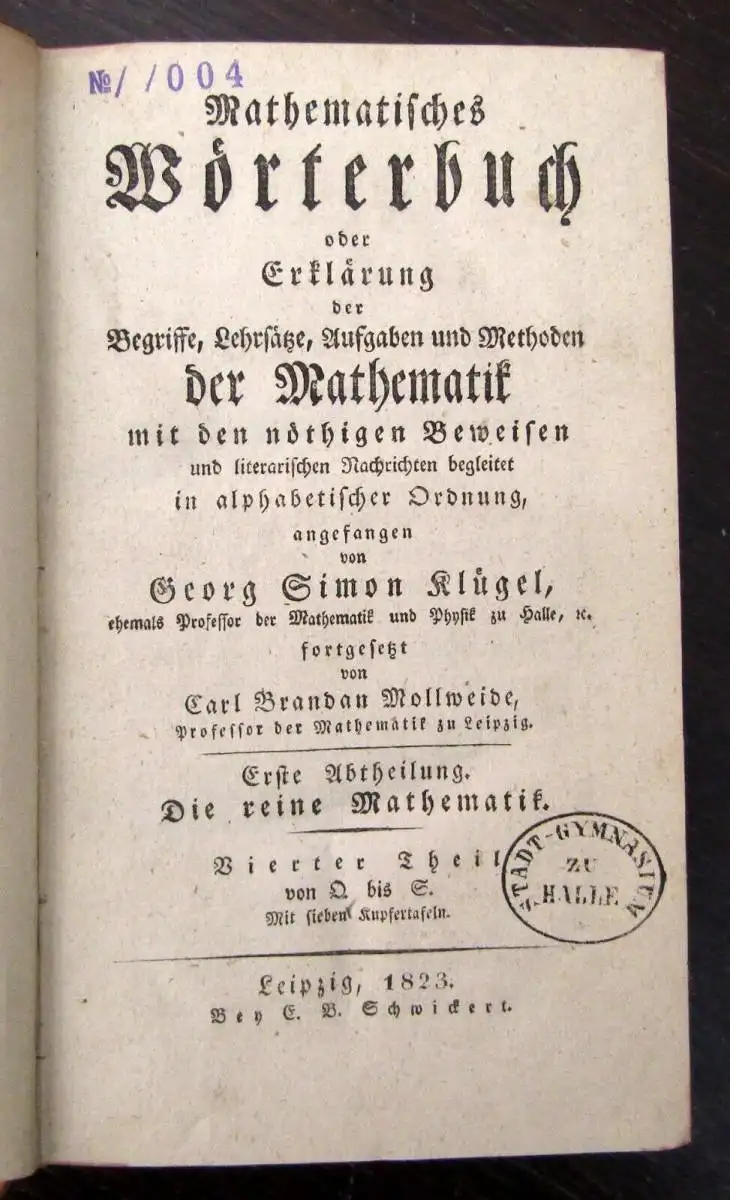 № / / 004
Mathematisches
Wörterbuch
oder
Erklärung
der
Begriffe, Lehrsätze, Aufgaben und Methoden
der Mathematik
mit den nöthigen Beweisen
und literarischen Nachrichten begleitet
in alphabetischer Ordnung,
angefangen
von
Georg Simon Klügel,
ehemals Professor der Mathematik und Physik zu Halle, ꝛc.
fortgesetzt
von
Carl Brandan Mollweide,
Professor der Mathematik zu Leipzig.
Erste Abtheilung.
Die reine Mathematik.
Vierter Theil
von Q. bis S.
Mit sieben Kupfertafeln.
STADT-GYMNASIUM
ZU
HALLE
Leipzig, 1823.
Bey E. B. Schwickert.